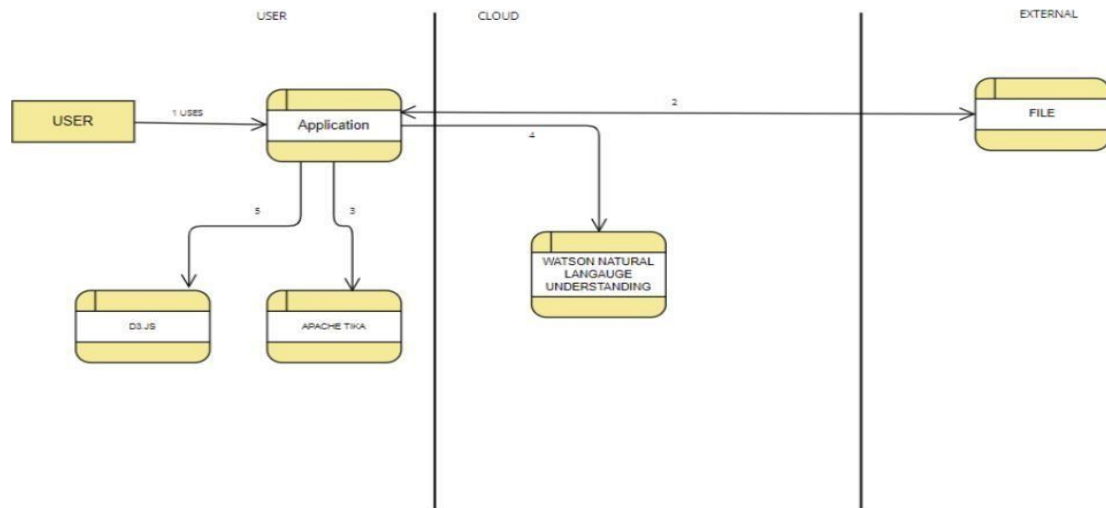 USER
CLOUD
EXTERNAL
USER
1 USES
Application
2
FILE
4
5
3
WATSON NATURAL
LANGAUGE
UNDERSTANDING
D3.JS
APACHE TIKA